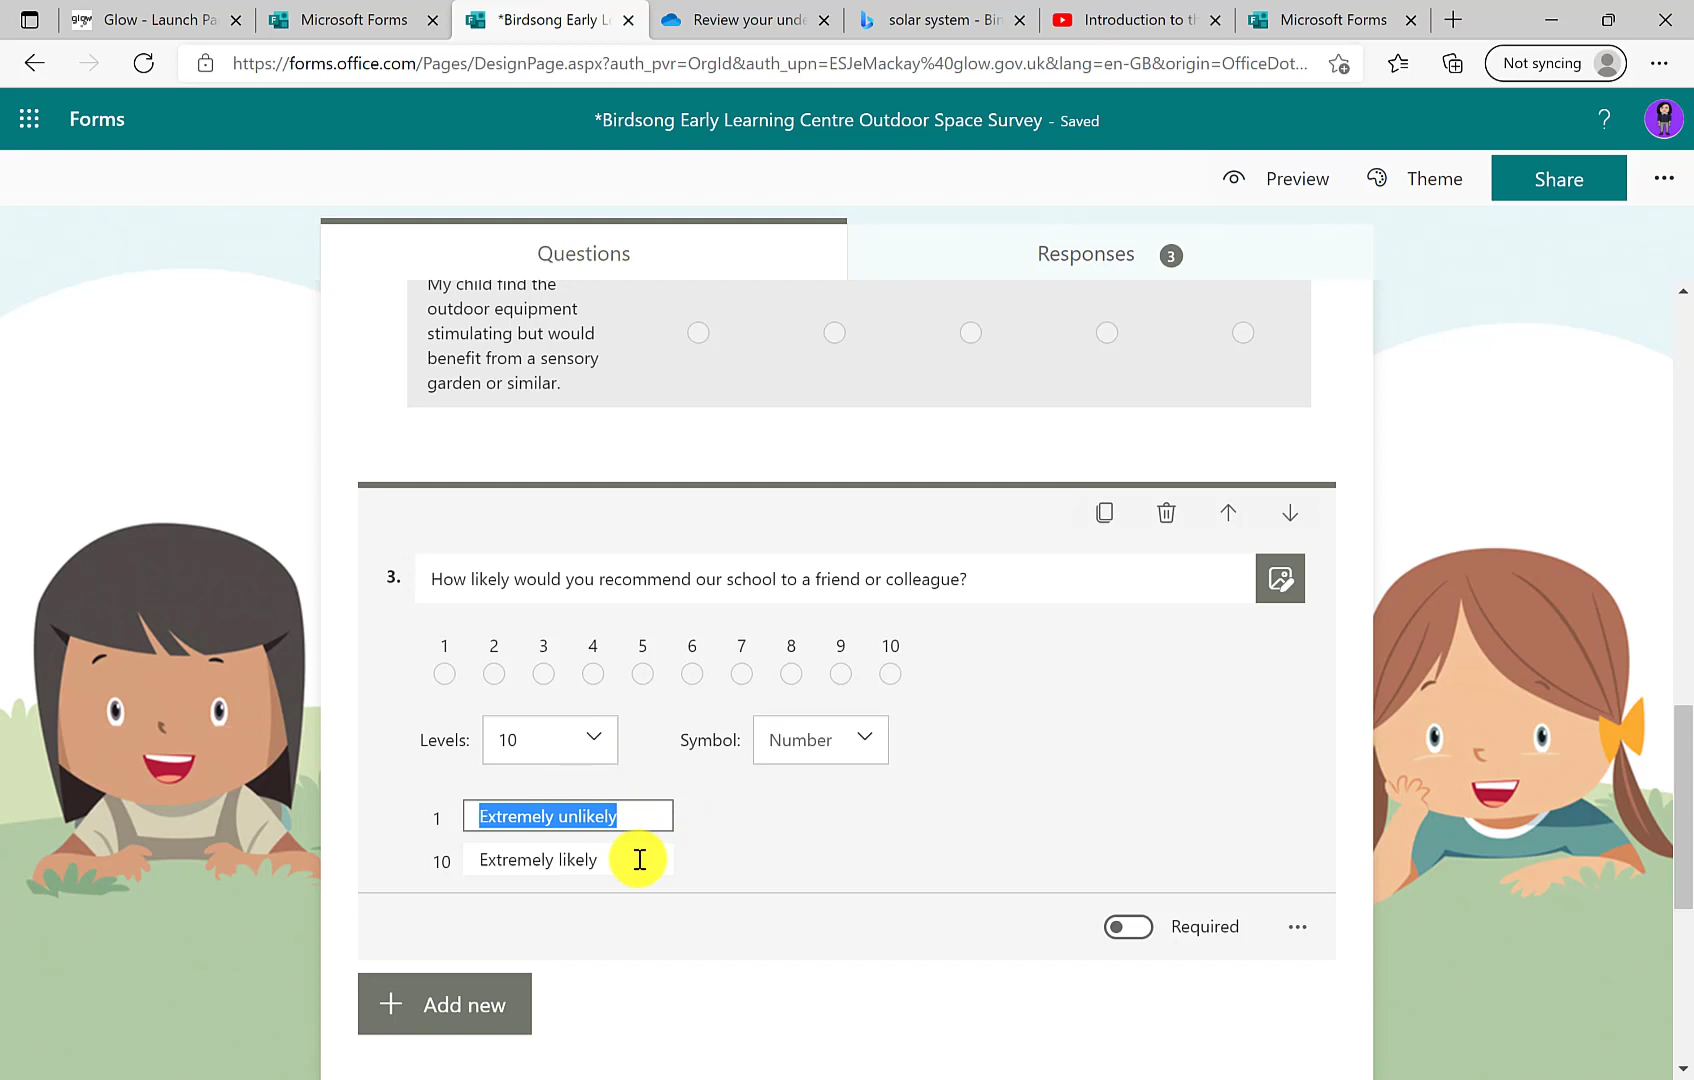 glow
Glow - Launch Pa
Microsoft Forms
*Birdsong Early L
Review your unde
solar system - Bin
Introduction to th
Microsoft Forms
https://forms.office.com/Pages/DesignPage.aspx?auth_pvr=OrgId&auth_upn=ESJeMackay%40glow.gov.uk&lang=en-GB&origin=OfficeDot...
Not syncing
Forms
*Birdsong Early Learning Centre Outdoor Space Survey - Saved
?
Preview
Theme
Share
Questions
Responses 3
My child find the
outdoor equipment
stimulating but would
benefit from a sensory
garden or similar.
3. How likely would you recommend our school to a friend or colleague?
1 2 3 4 5 6 7 8 9 10
Levels: 10 Symbol: Number
1 Extremely unlikely
10 Extremely likely
Required
+ Add new